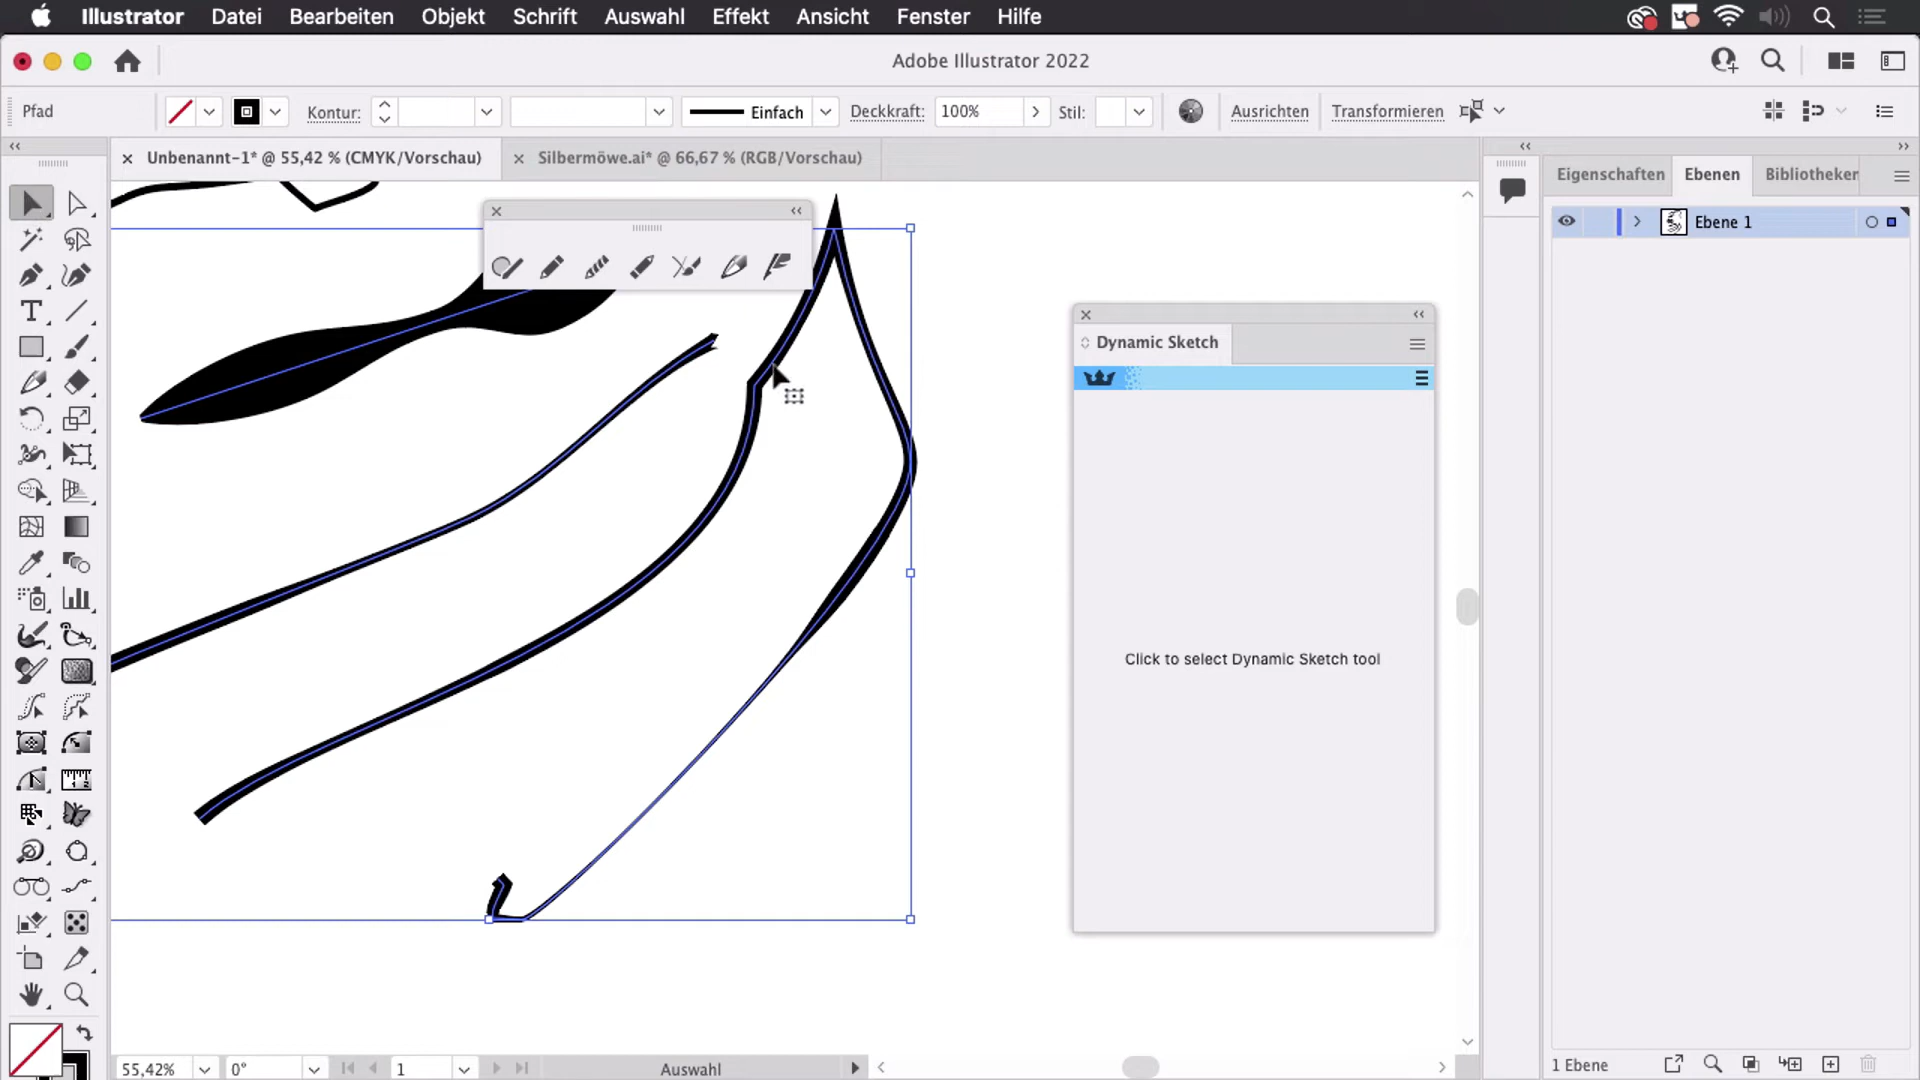 Illustrator Datei Bearbeiten Objekt Schrift Auswahl Effekt Ansicht Fenster Hilfe
Adobe Illustrator 2022
Pfad Kontur: Einfach Deckkraft: 100% Stil: Ausrichten Transformieren
Unbenannt-1* @ 55,42 % (CMYK/Vorschau) Silbermöwe.ai* @ 66,67 % (RGB/Vorschau)
Eigenschaften Ebenen Bibliotheken
Ebene 1
Dynamic Sketch
Click to select Dynamic Sketch tool
55,42% 0° 1 Auswahl
1 Ebene